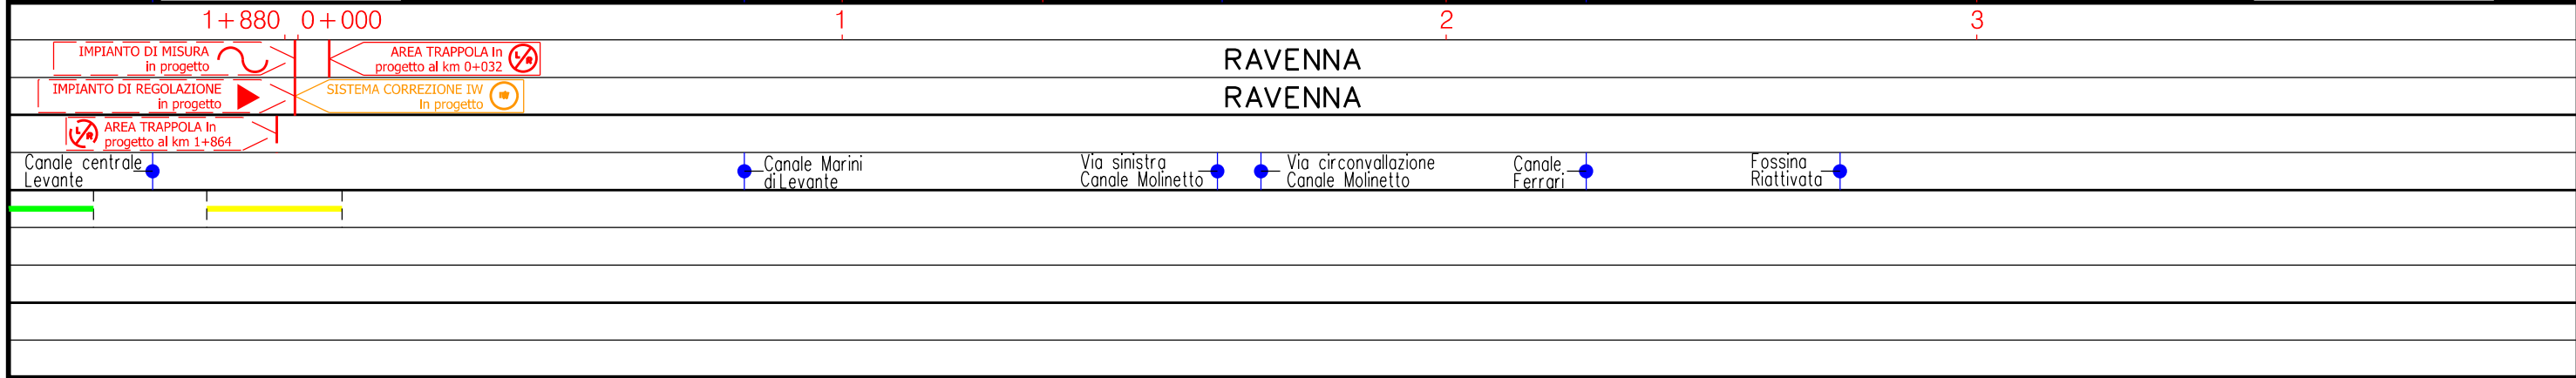 1+880 0+000 1 2 3
IMPIANTO DI MISURA
in progetto
AREA TRAPPOLA In
progetto al km 0+032
L/R
RAVENNA
IMPIANTO DI REGOLAZIONE
in progetto
SISTEMA CORREZIONE IW
In progetto
RAVENNA
L/R
AREA TRAPPOLA In
progetto al km 1+864
Canale centrale
Levante
Canale Marini
di Levante
Via sinistra
Canale Molinetto
Via circonvallazione
Canale Molinetto
Canale
Ferrari
Fossina
Riattivata